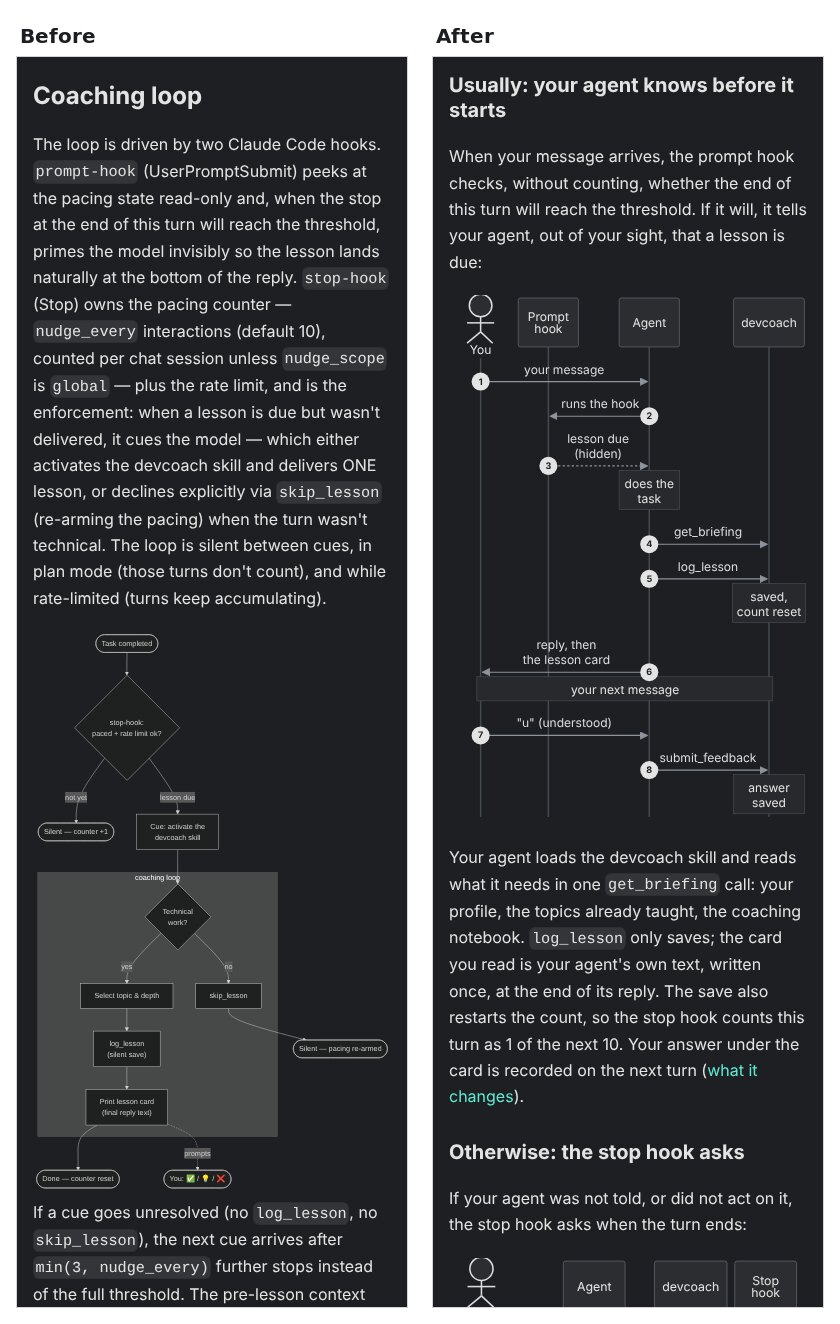 Before
Coaching loop
The loop is driven by two Claude Code hooks.
prompt-hook (UserPromptSubmit) peeks at
the pacing state read-only and, when the stop
at the end of this turn will reach the threshold,
primes the model invisibly so the lesson lands
naturally at the bottom of the reply. stop-hook
(Stop) owns the pacing counter —
nudge_every interactions (default 10),
counted per chat session unless nudge_scope
is global — plus the rate limit, and is the
enforcement: when a lesson is due but wasn't
delivered, it cues the model — which either
activates the devcoach skill and delivers ONE
lesson, or declines explicitly via skip_lesson
(re-arming the pacing) when the turn wasn't
technical. The loop is silent between cues, in
plan mode (those turns don't count), and while
rate-limited (turns keep accumulating).
Task completed
stop-hook:
paced + rate limit ok?
not yet
lesson due
Silent — counter +1
Cue: activate the
devcoach skill
coaching loop
Technical
work?
yes
no
Select topic & depth
skip_lesson
log_lesson
(silent save)
Silent — pacing re-armed
Print lesson card
(final reply text)
prompts
Done — counter reset
You: ✅ / 💡 / ❌
If a cue goes unresolved (no log_lesson, no
skip_lesson), the next cue arrives after
min(3, nudge_every) further stops instead
of the full threshold. The pre-lesson context
After
Usually: your agent knows before it
starts
When your message arrives, the prompt hook
checks, without counting, whether the end of
this turn will reach the threshold. If it will, it tells
your agent, out of your sight, that a lesson is
due:
You
Prompt
hook
Agent
devcoach
your message
1
runs the hook
2
lesson due
(hidden)
3
does the
task
get_briefing
4
log_lesson
5
saved,
count reset
reply, then
the lesson card
6
your next message
"u" (understood)
7
submit_feedback
8
answer
saved
Your agent loads the devcoach skill and reads
what it needs in one get_briefing call: your
profile, the topics already taught, the coaching
notebook. log_lesson only saves; the card
you read is your agent's own text, written
once, at the end of its reply. The save also
restarts the count, so the stop hook counts this
turn as 1 of the next 10. Your answer under the
card is recorded on the next turn (what it
changes).
Otherwise: the stop hook asks
If your agent was not told, or did not act on it,
the stop hook asks when the turn ends:
Agent
devcoach
Stop
hook